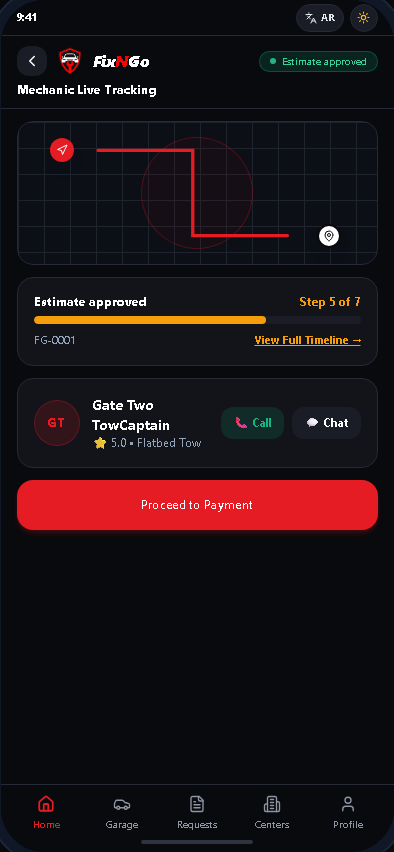 9:41
AR
FixNGo
Estimate approved
Mechanic Live Tracking
Estimate approved
Step 5 of 7
FG-0001
View Full Timeline →
GT
Gate Two
TowCaptain
⭐ 5.0 • Flatbed Tow
📞 Call
💬 Chat
Proceed to Payment
Home
Garage
Requests
Centers
Profile